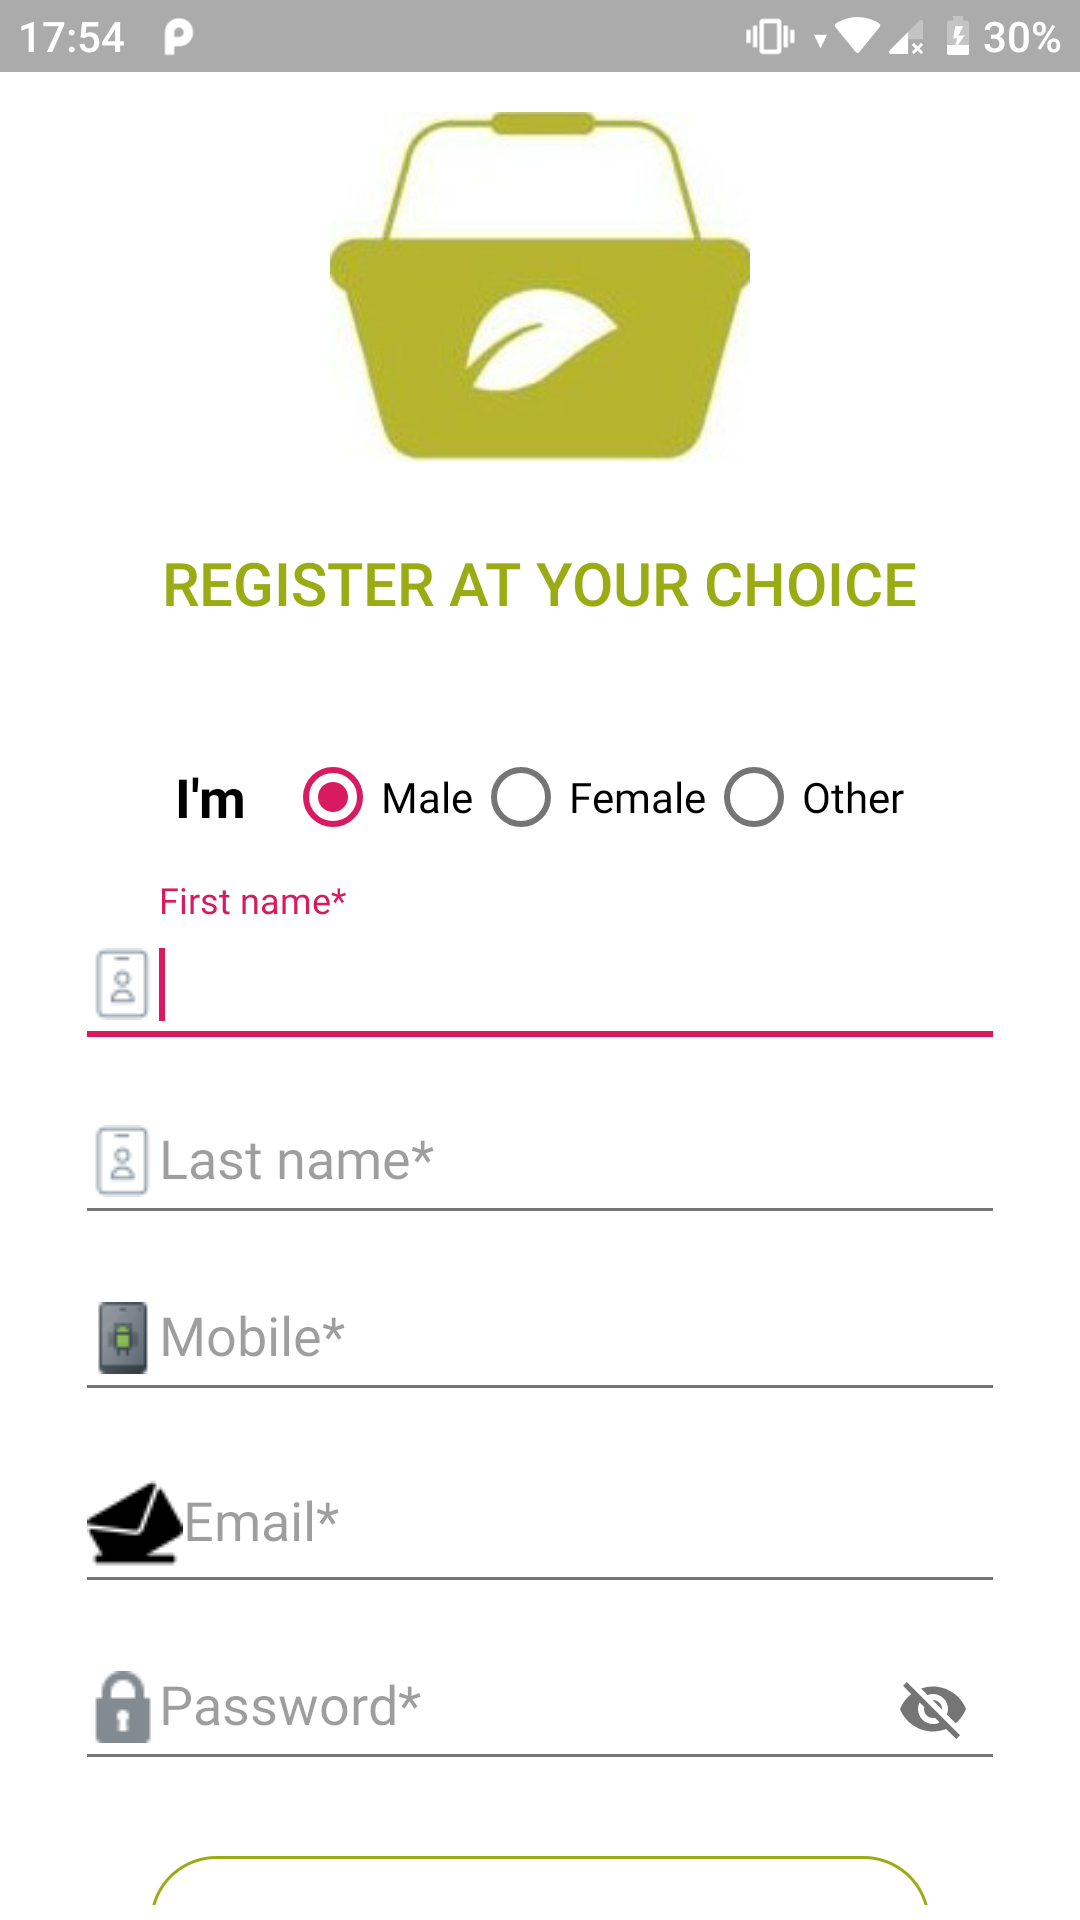 17:54 30%
REGISTER AT YOUR CHOICE
I'm Male Female Other
First name*
Last name*
Mobile*
Email*
Password*